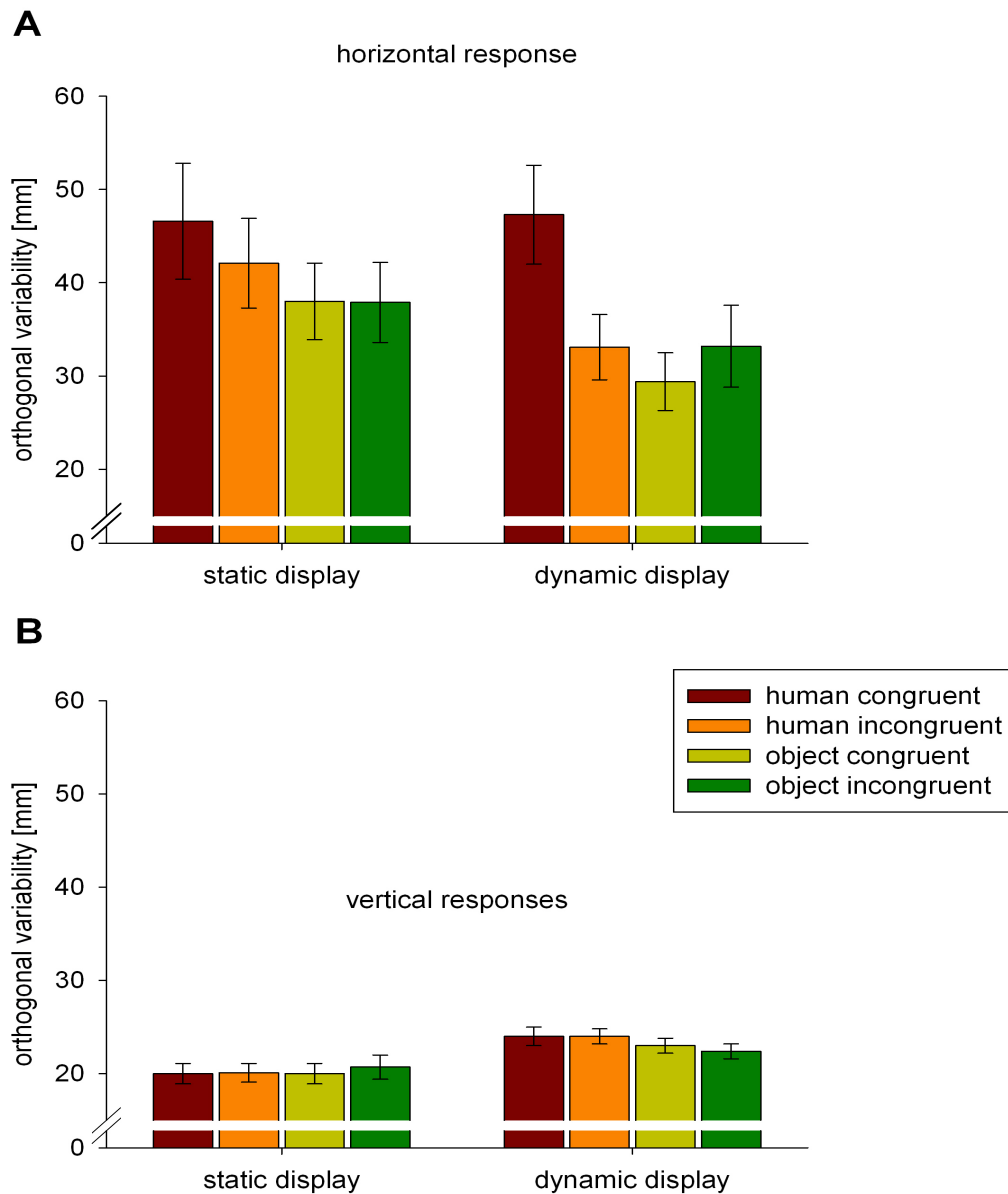 A
horizontal response
60
50
40
30
20
0
orthogonal variability [mm]
static display
dynamic display
B
human congruent
human incongruent
object congruent
object incongruent
60
50
40
30
20
0
orthogonal variability [mm]
vertical responses
static display
dynamic display